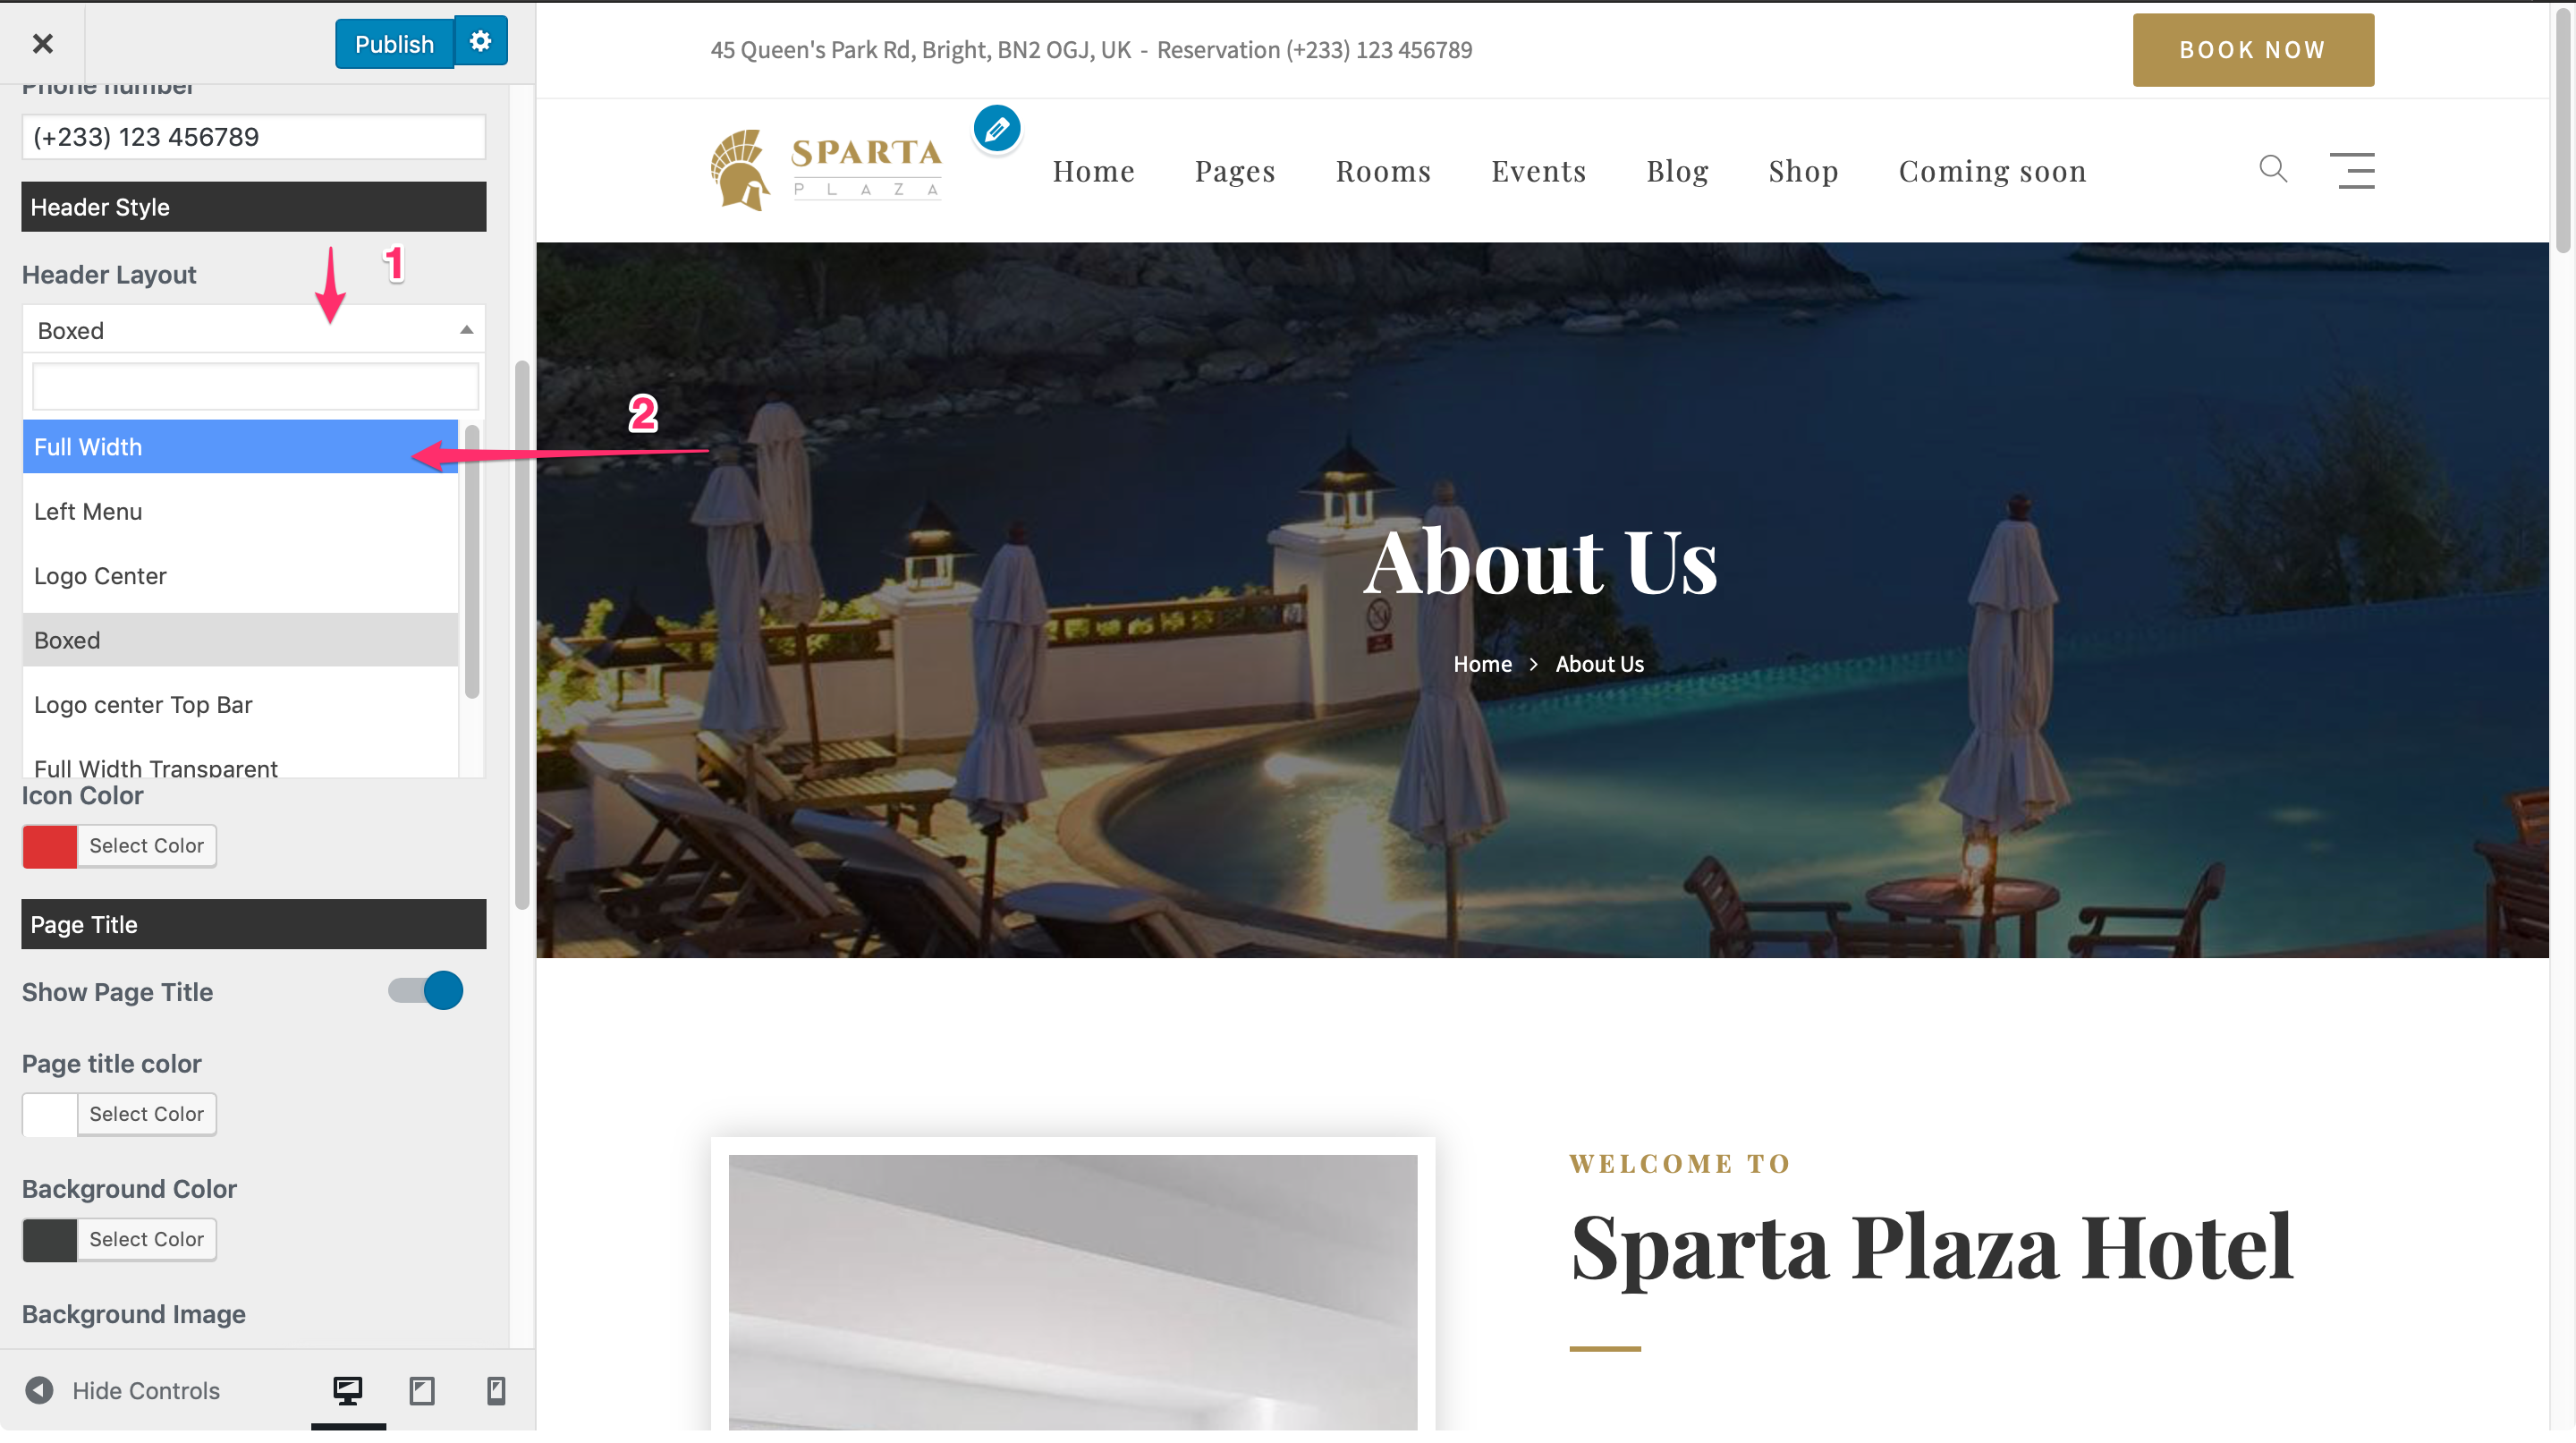 Publish
Phone number
(+233) 123 456789
Header Style
1
Header Layout
Boxed
2
Full Width
Left Menu
Logo Center
Boxed
Logo center Top Bar
Full Width Transparent
Icon Color
Select Color
Page Title
Show Page Title
Page title color
Select Color
Background Color
Select Color
Background Image
Hide Controls
45 Queen's Park Rd, Bright, BN2 OGJ, UK - Reservation (+233) 123 456789
BOOK NOW
SPARTA
PLAZA
Home Pages Rooms Events Blog Shop Coming soon
About Us
Home > About Us
WELCOME TO
Sparta Plaza Hotel